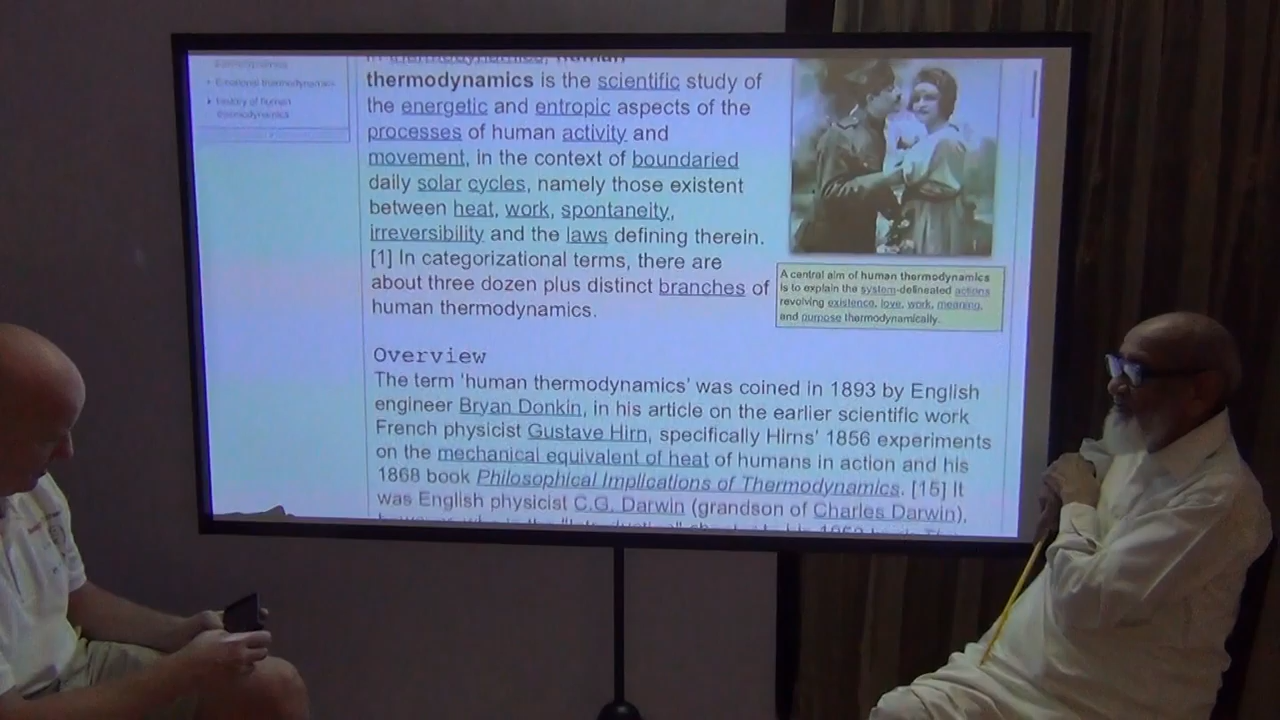 history of human
thermodynamics
thermodynamics is the scientific study of
the energetic and entropic aspects of the
processes of human activity and
movement, in the context of boundaried
daily solar cycles, namely those existent
between heat, work, spontaneity,
irreversibility and the laws defining therein.
[1] In categorizational terms, there are
about three dozen plus distinct branches of
human thermodynamics.
A central aim of human thermodynamics
is to explain the system-delineated actions
revolving existence, love, work, meaning,
and purpose thermodynamically.
Overview
The term 'human thermodynamics' was coined in 1893 by English
engineer Bryan Donkin, in his article on the earlier scientific work
French physicist Gustave Hirn, specifically Hirns' 1856 experiments
on the mechanical equivalent of heat of humans in action and his
1868 book Philosophical Implications of Thermodynamics. [15] It
was English physicist C.G. Darwin (grandson of Charles Darwin),